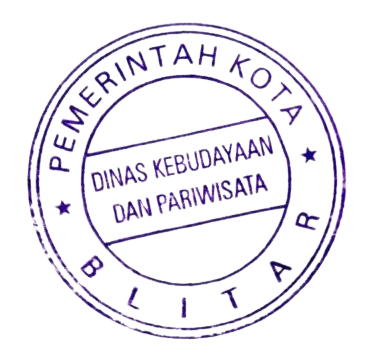 PEMERINTAH KOTA
DINAS KEBUDAYAAN
DAN PARIWISATA
BLITAR